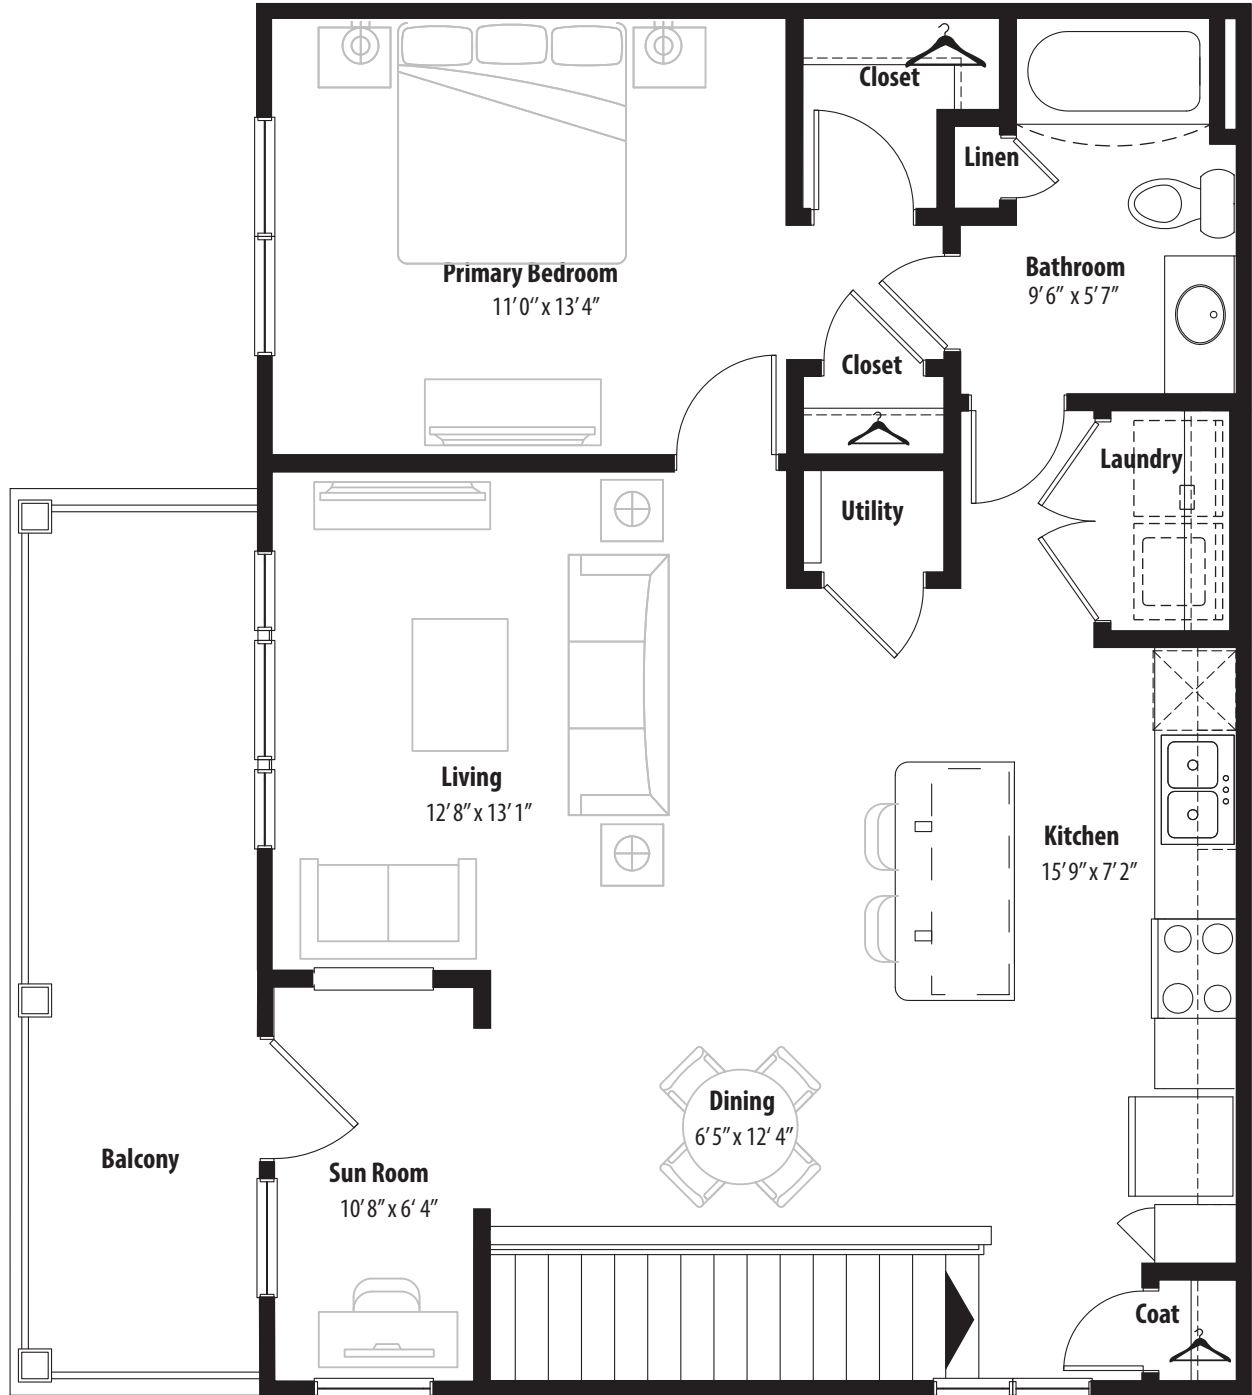 Closet
Linen
Primary Bedroom
11'0" x 13'4"
Bathroom
9'6" x 5'7"
Closet
Laundry
Utility
Living
12'8" x 13'1"
Kitchen
15'9" x 7'2"
Dining
6'5" x 12'4"
Balcony
Sun Room
10'8" x 6'4"
Coat